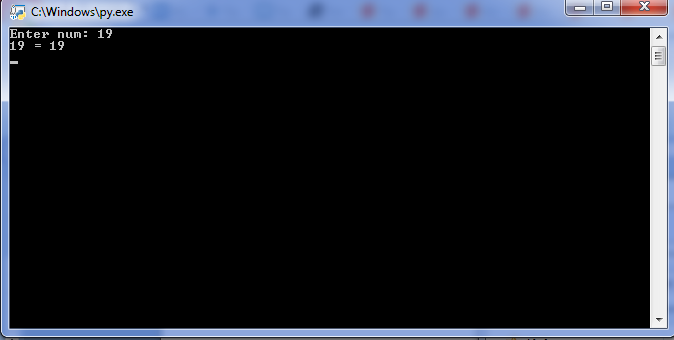 C:\Windows\py.exe
Enter num: 19
19 = 19